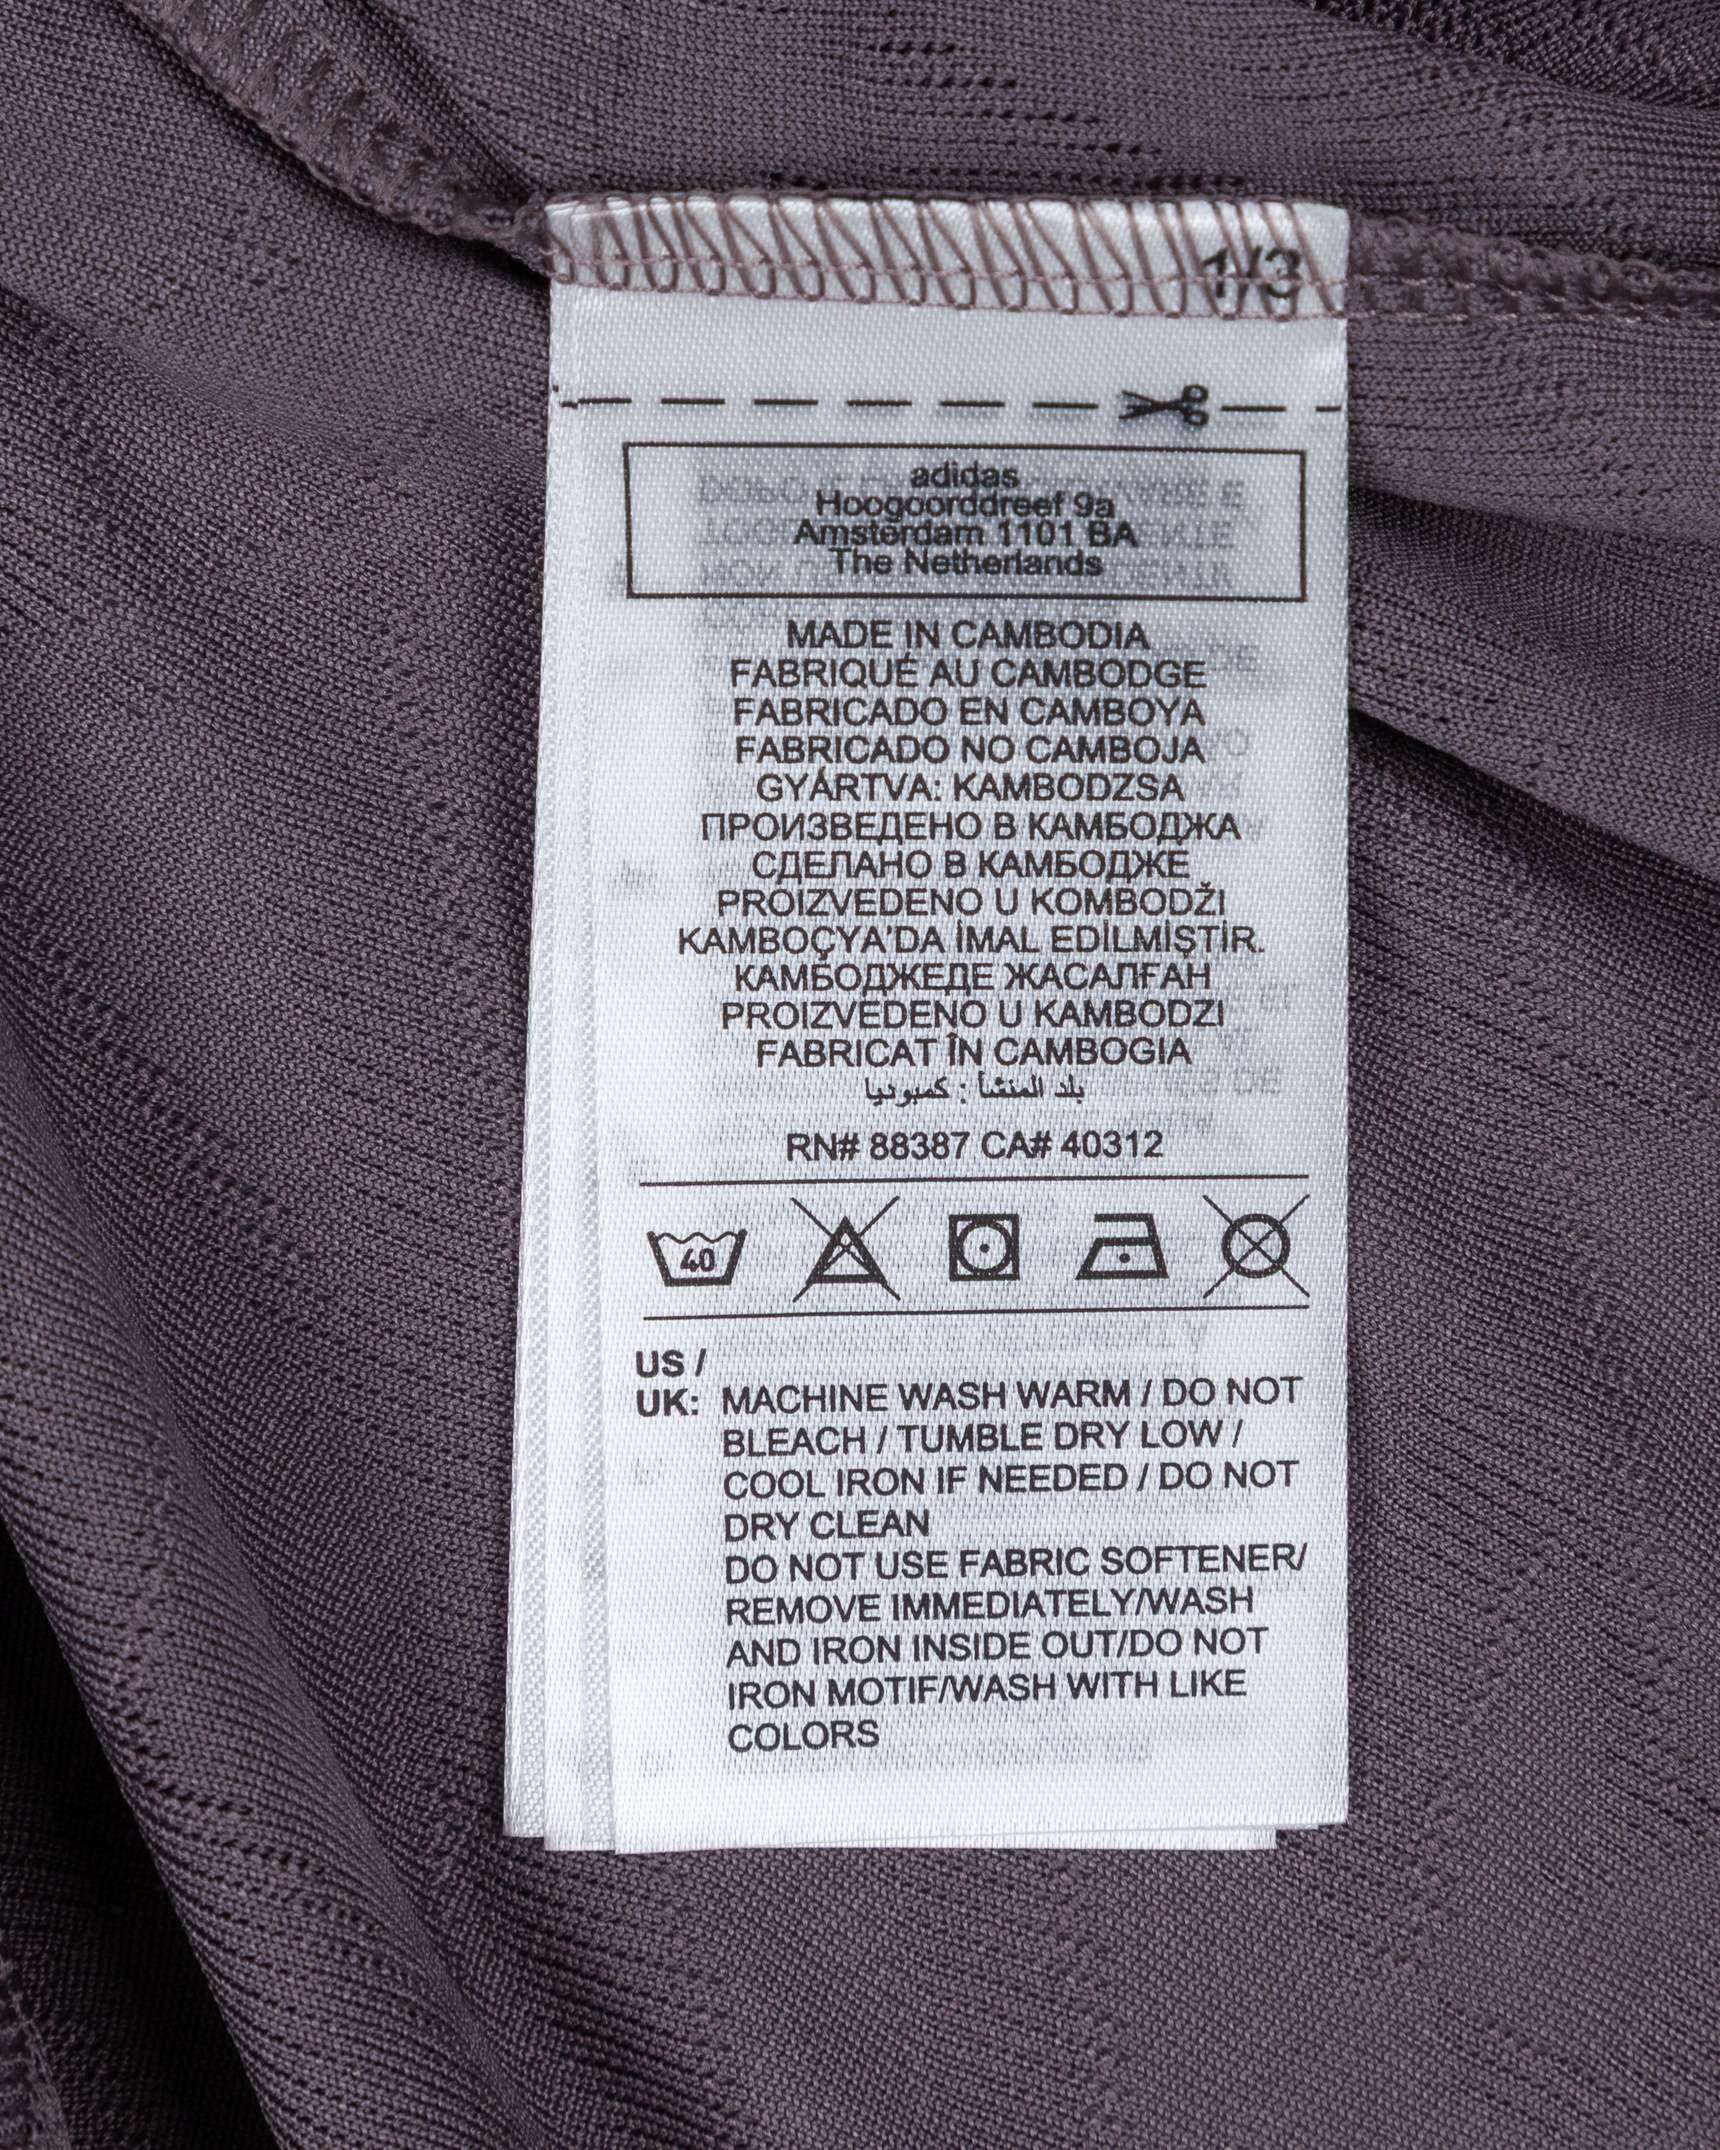 1/3
adidas
Hoogoorddreef 9a
Amsterdam 1101 BA
The Netherlands
MADE IN CAMBODIA
FABRIQUÉ AU CAMBODGE
FABRICADO EN CAMBOYA
FABRICADO NO CAMBOJA
GYÁRTVA: KAMBODZSA
ПРОИЗВЕДЕНО В КАМБОДЖА
СДЕЛАНО В КАМБОДЖЕ
PROIZVEDENO U KOMBODŽI
KAMBOÇYA'DA İMAL EDİLMİŞTİR.
КАМБОДЖЕДЕ ЖАСАЛҒАН
PROIZVEDENO U KAMBODZI
FABRICAT ÎN CAMBOGIA
بلد المنشأ : كمبوديا
RN# 88387 CA# 40312
40
US /
UK: MACHINE WASH WARM / DO NOT
BLEACH / TUMBLE DRY LOW /
COOL IRON IF NEEDED / DO NOT
DRY CLEAN
DO NOT USE FABRIC SOFTENER/
REMOVE IMMEDIATELY/WASH
AND IRON INSIDE OUT/DO NOT
IRON MOTIF/WASH WITH LIKE
COLORS